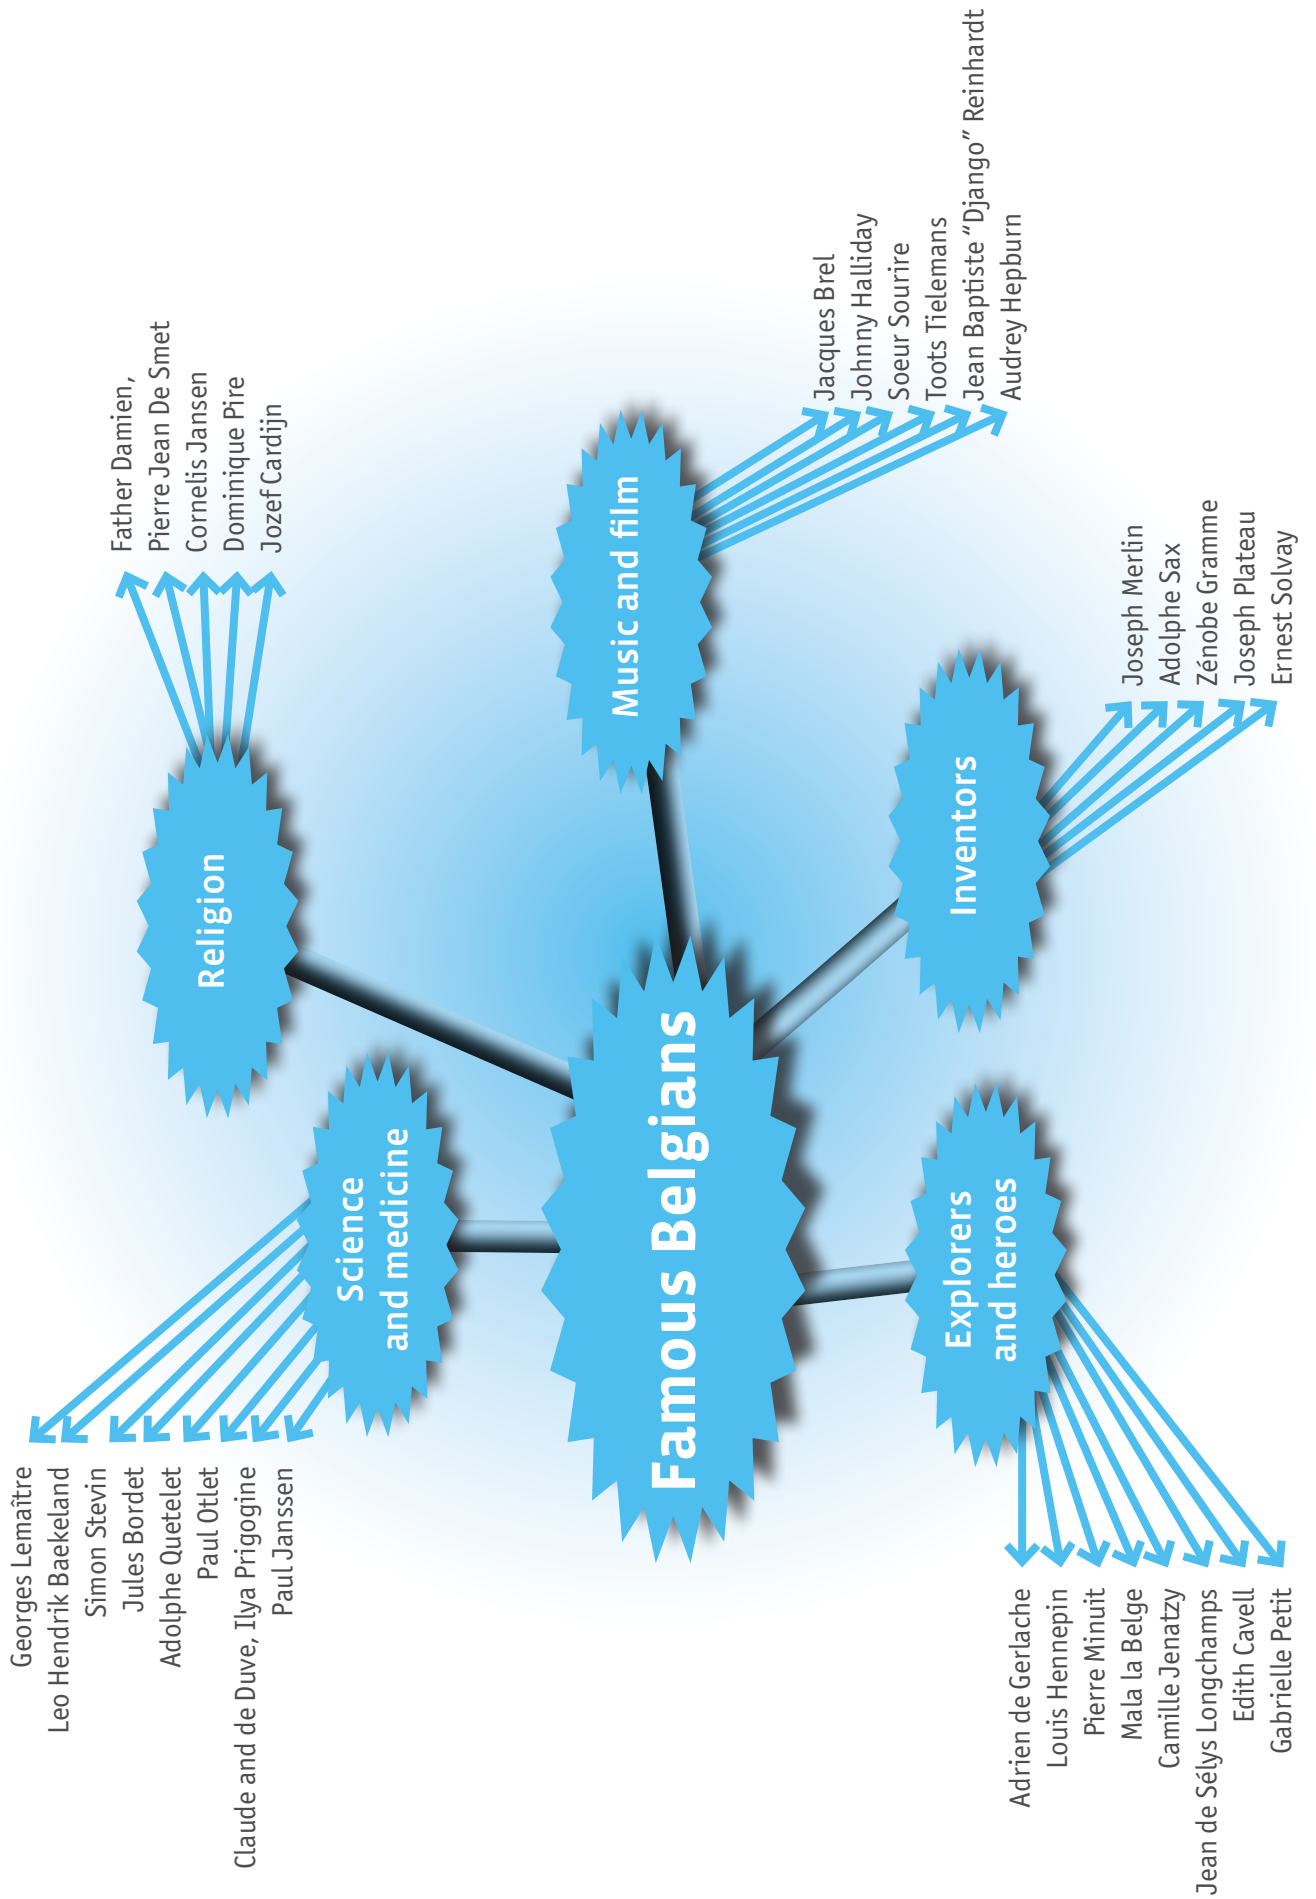 Famous Belgians
Science
and medicine
Georges Lemaître
Leo Hendrik Baekeland
Simon Stevin
Jules Bordet
Adolphe Quetelet
Paul Otlet
Claude and de Duve, Ilya Prigogine
Paul Janssen
Religion
Father Damien,
Pierre Jean De Smet
Cornelis Jansen
Dominique Pire
Jozef Cardijn
Music and film
Jacques Brel
Johnny Halliday
Soeur Sourire
Toots Tielemans
Jean Baptiste “Django” Reinhardt
Audrey Hepburn
Inventors
Joseph Merlin
Adolphe Sax
Zénobe Gramme
Joseph Plateau
Ernest Solvay
Explorers
and heroes
Adrien de Gerlache
Louis Hennepin
Pierre Minuit
Mala la Belge
Camille Jenatzy
Jean de Sélys Longchamps
Edith Cavell
Gabrielle Petit